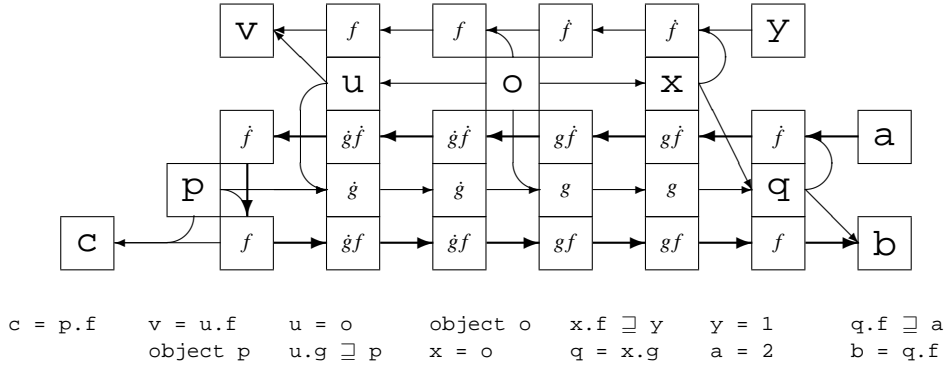 v f f ḟ ḟ y
u o x
ḟ ġḟ ġḟ gḟ gḟ ḟ a
p ġ ġ g g q
c f ġf ġf gf gf f b
c = p.f v = u.f u = o object o x.f ⊒ y y = 1 q.f ⊒ a
object p u.g ⊒ p x = o q = x.g a = 2 b = q.f